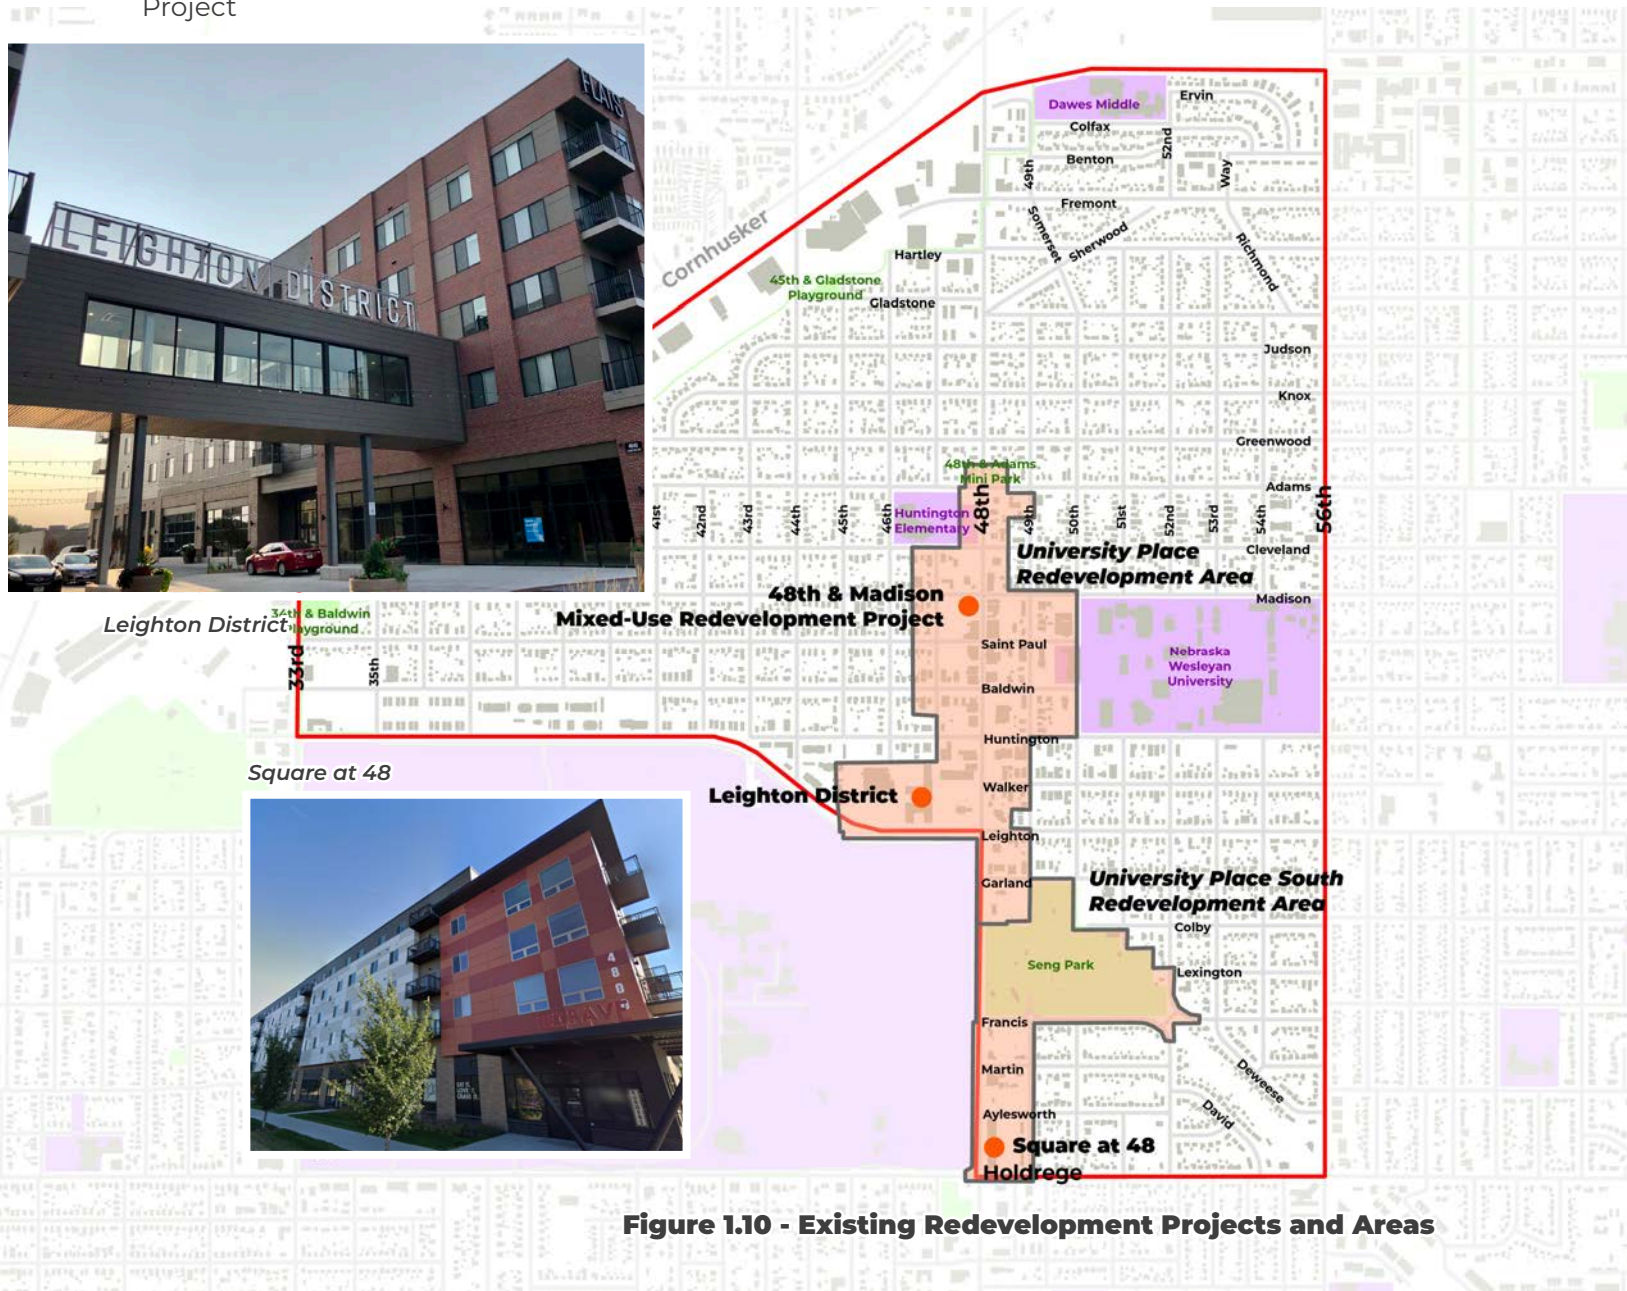 Project
LEIGHTON DISTRICT
FLATS
Leighton District
Square at 48
4800
Cornhusker
Dawes Middle
Ervin
Colfax
52nd
Benton
49th
Way
Fremont
Somerset
Sherwood
Richmond
Hartley
45th & Gladstone
Playground
Gladstone
Judson
Knox
Greenwood
48th & Adams
Mini Park
Adams
41st
42nd
43rd
44th
45th
46th
Huntington
Elementary
48th
49th
50th
51st
52nd
53rd
54th
56th
Cleveland
University Place
Redevelopment Area
48th & Madison
Mixed-Use Redevelopment Project
Madison
34th & Baldwin
Playground
33rd
35th
Saint Paul
Nebraska
Wesleyan
University
Baldwin
Huntington
Walker
Leighton District
Leighton
Garland
University Place South
Redevelopment Area
Colby
Seng Park
Lexington
Francis
Martin
Deweese
David
Aylesworth
Square at 48
Holdrege
Figure 1.10 - Existing Redevelopment Projects and Areas